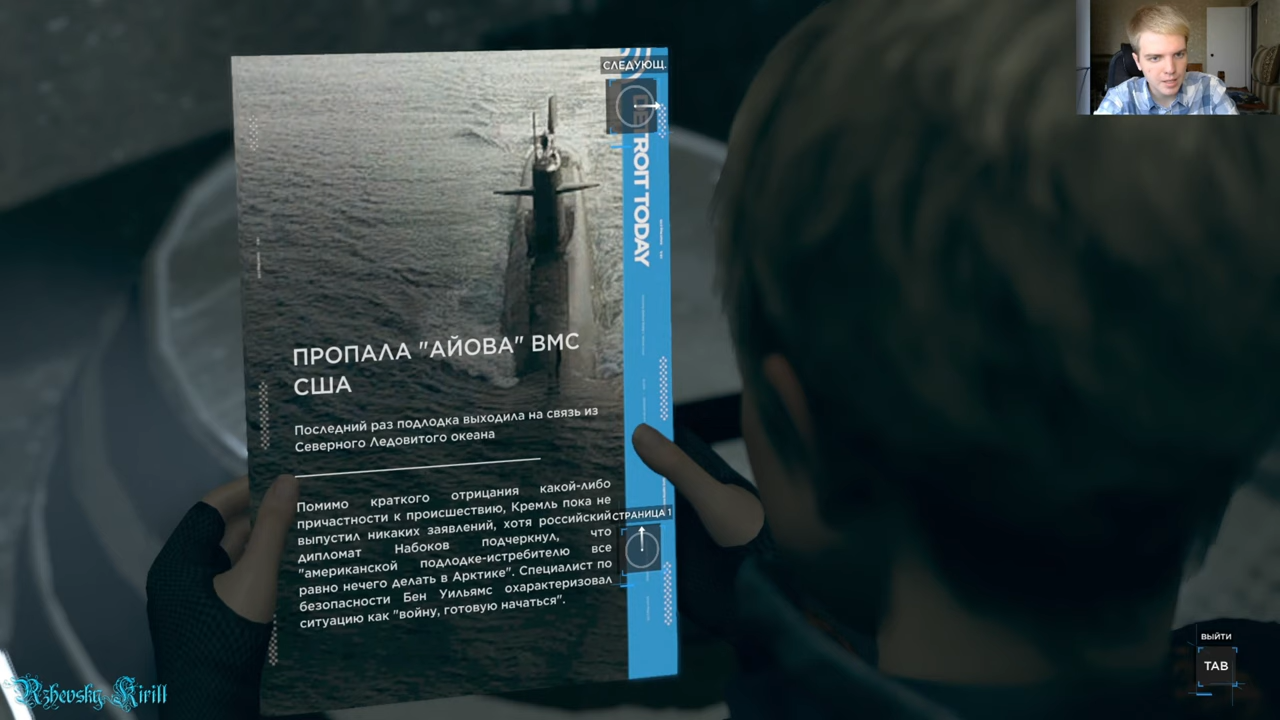 СЛЕДУЮЩ.
DETROIT TODAY
ПРОПАЛА "АЙОВА" ВМС
США
Последний раз подлодка выходила на связь из
Северного Ледовитого океана
Помимо краткого отрицания какой-либо
причастности к происшествию, Кремль пока не
выпустил никаких заявлений, хотя российский
дипломат Набоков подчеркнул, что
"американской подлодке-истребителю все
равно нечего делать в Арктике". Специалист по
безопасности Бен Уильямс охарактеризовал
ситуацию как "войну, готовую начаться".
СТРАНИЦА 1
ВЫЙТИ
TAB
Rzhevsky Kirill